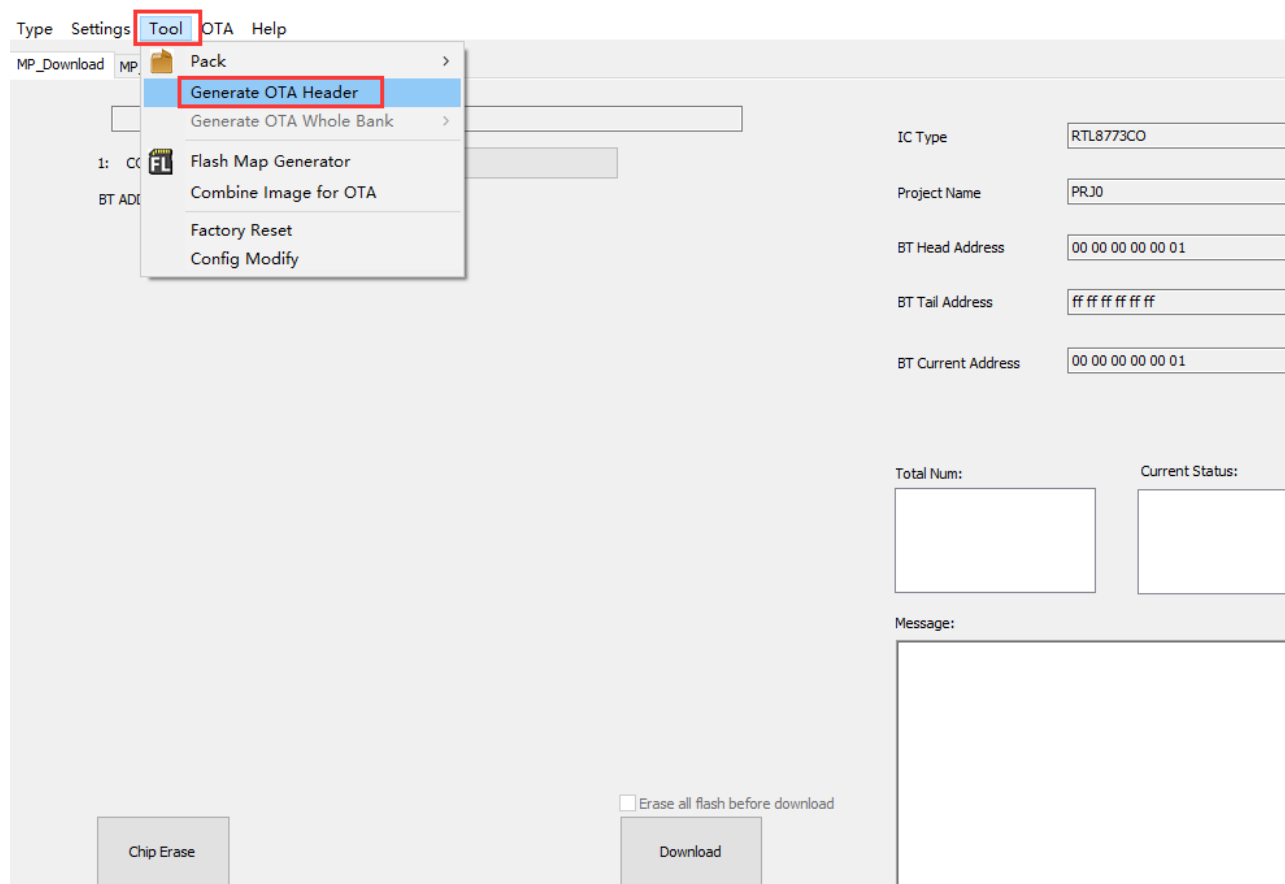 Type Settings Tool OTA Help
MP_Download
Pack
Generate OTA Header
Generate OTA Whole Bank
Flash Map Generator
Combine Image for OTA
Factory Reset
Config Modify
1:
IC Type RTL8773CO
Project Name PRJ0
BT Head Address 00 00 00 00 00 01
BT Tail Address ff ff ff ff ff ff
BT Current Address 00 00 00 00 00 01
Total Num: Current Status:
Message:
Erase all flash before download
Chip Erase Download